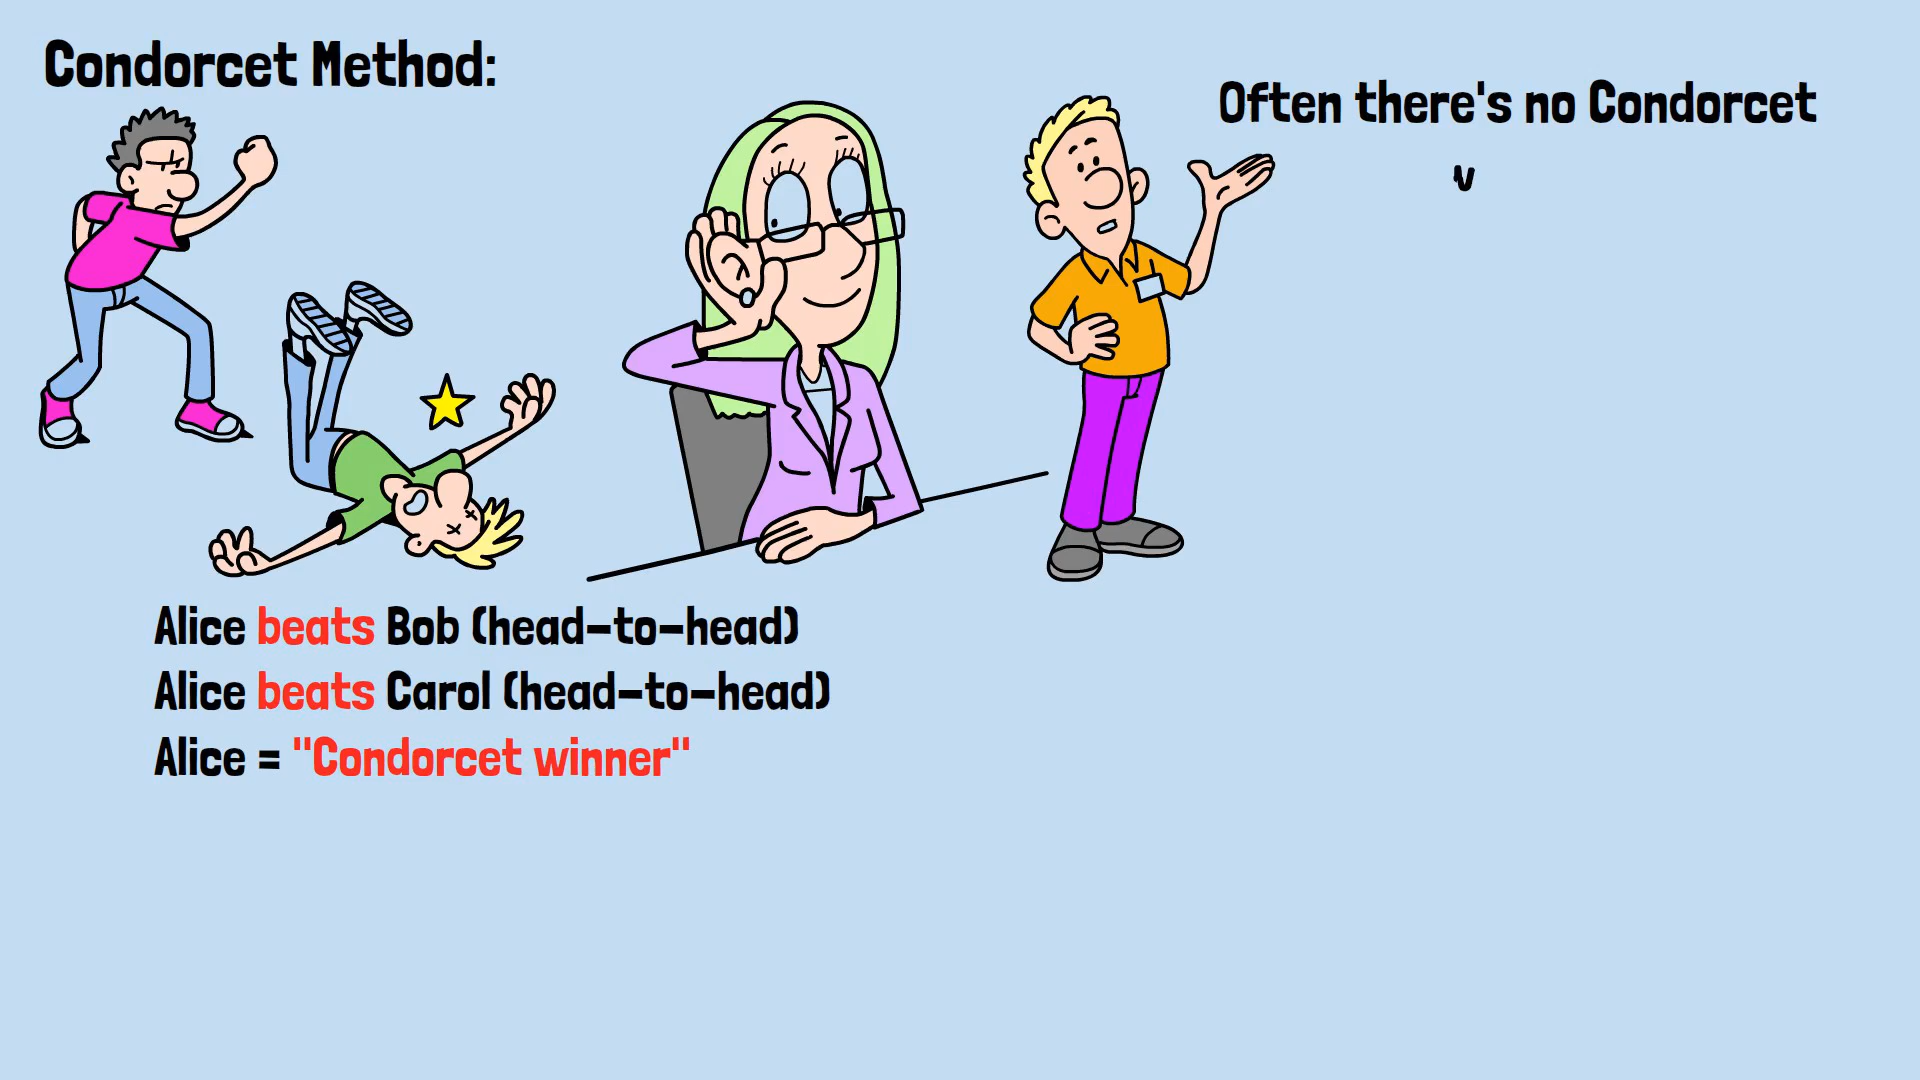 Condorcet Method:
Often there's no Condorcet
Alice beats Bob (head-to-head)
Alice beats Carol (head-to-head)
Alice = "Condorcet winner"